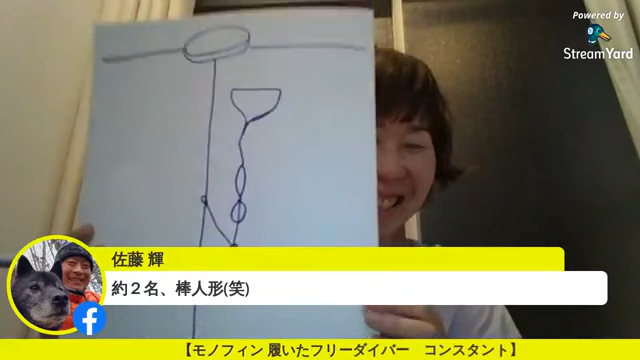 Powered by
StreamYard
佐藤 輝
約２名、棒人形(笑)
【モノフィン 履いたフリーダイバー　コンスタント】